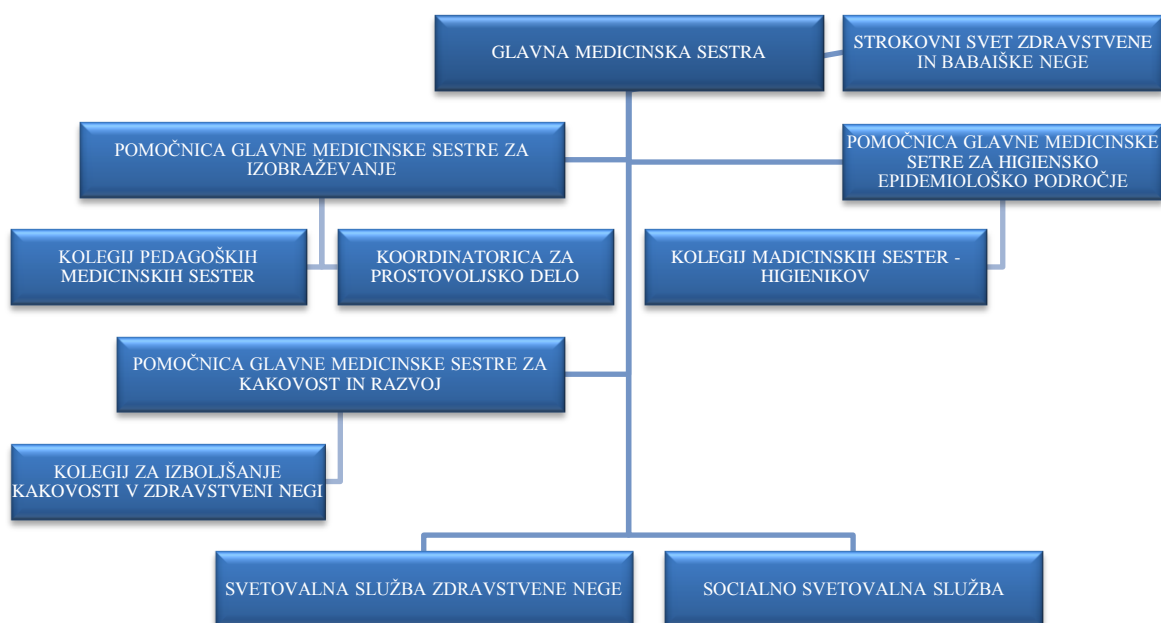 GLAVNA MEDICINSKA SESTRA
STROKOVNI SVET ZDRAVSTVENE
IN BABAIŠKE NEGE
POMOČNICA GLAVNE MEDICINSKE SESTRE ZA
IZOBRAŽEVANJE
POMOČNICA GLAVNE MEDICINSKE
SETRE ZA HIGIENSKO
EPIDEMIOLOŠKO PODROČJE
KOLEGIJ PEDAGOŠKIH
MEDICINSKIH SESTER
KOORDINATORICA ZA
PROSTOVOLJSKO DELO
KOLEGIJ MADICINSKIH SESTER -
HIGIENIKOV
POMOČNICA GLAVNE MEDICINSKE SESTRE ZA
KAKOVOST IN RAZVOJ
KOLEGIJ ZA IZBOLJŠANJE
KAKOVOSTI V ZDRAVSTVENI NEGI
SVETOVALNA SLUŽBA ZDRAVSTVENE NEGE
SOCIALNO SVETOVALNA SLUŽBA